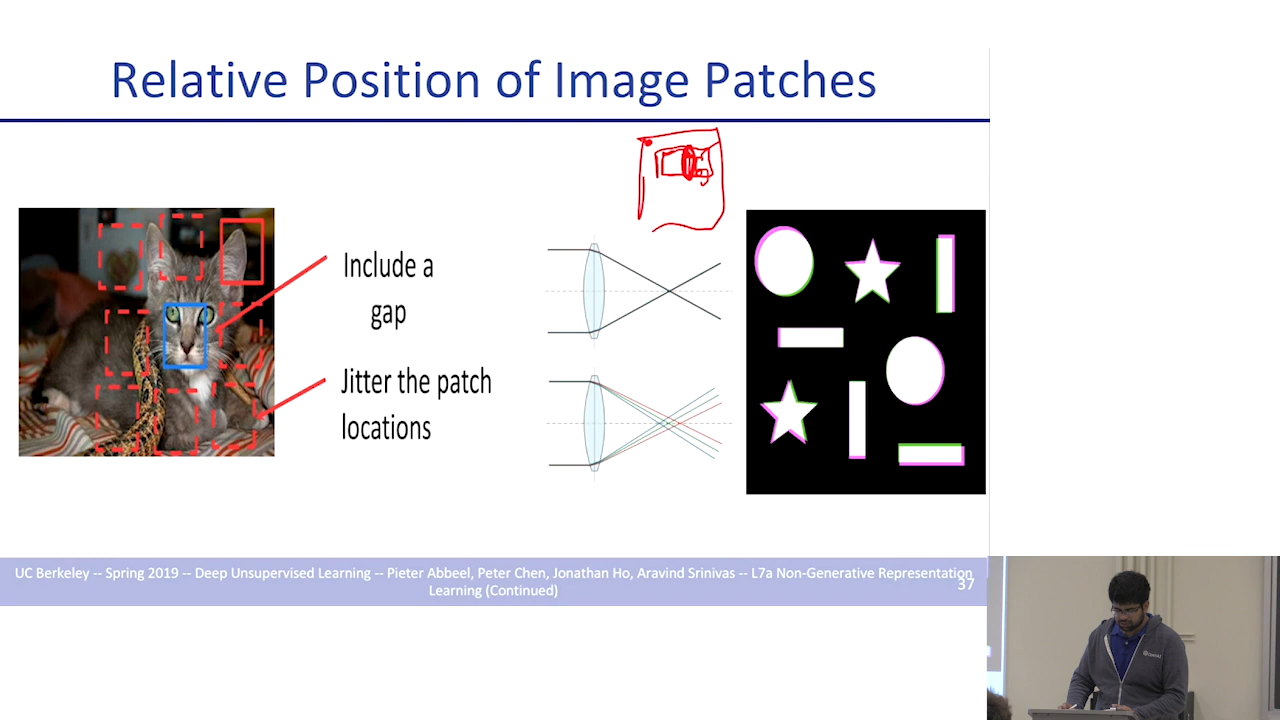 Relative Position of Image Patches
Include a
gap
Jitter the patch
locations
UC Berkeley -- Spring 2019 -- Deep Unsupervised Learning -- Pieter Abbeel, Peter Chen, Jonathan Ho, Aravind Srinivas -- L7a Non-Generative Representation
Learning (Continued)
37